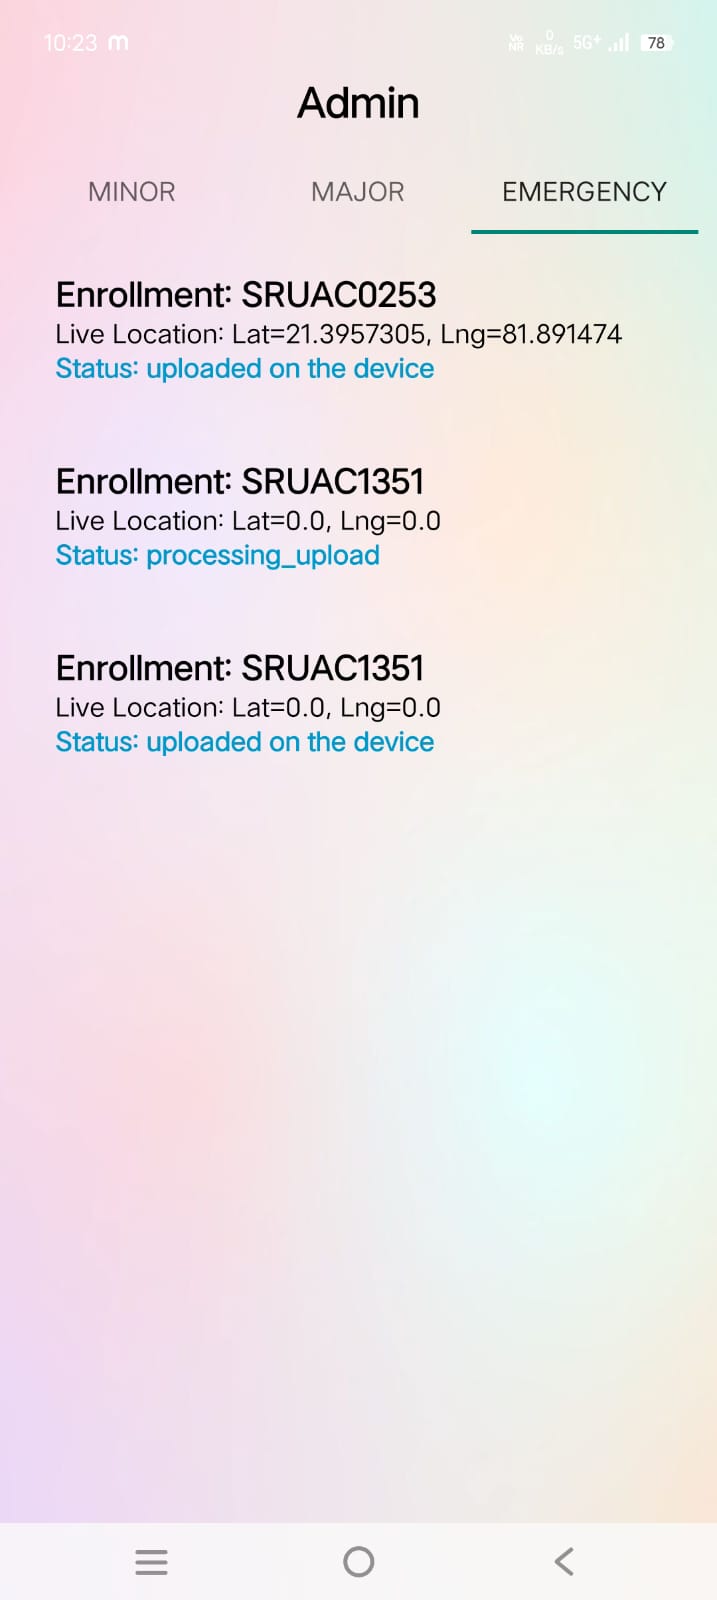 10:23 m
Vo NR 0 KB/s 5G+ 78
Admin
MINOR MAJOR EMERGENCY
Enrollment: SRUAC0253
Live Location: Lat=21.3957305, Lng=81.891474
Status: uploaded on the device
Enrollment: SRUAC1351
Live Location: Lat=0.0, Lng=0.0
Status: processing_upload
Enrollment: SRUAC1351
Live Location: Lat=0.0, Lng=0.0
Status: uploaded on the device